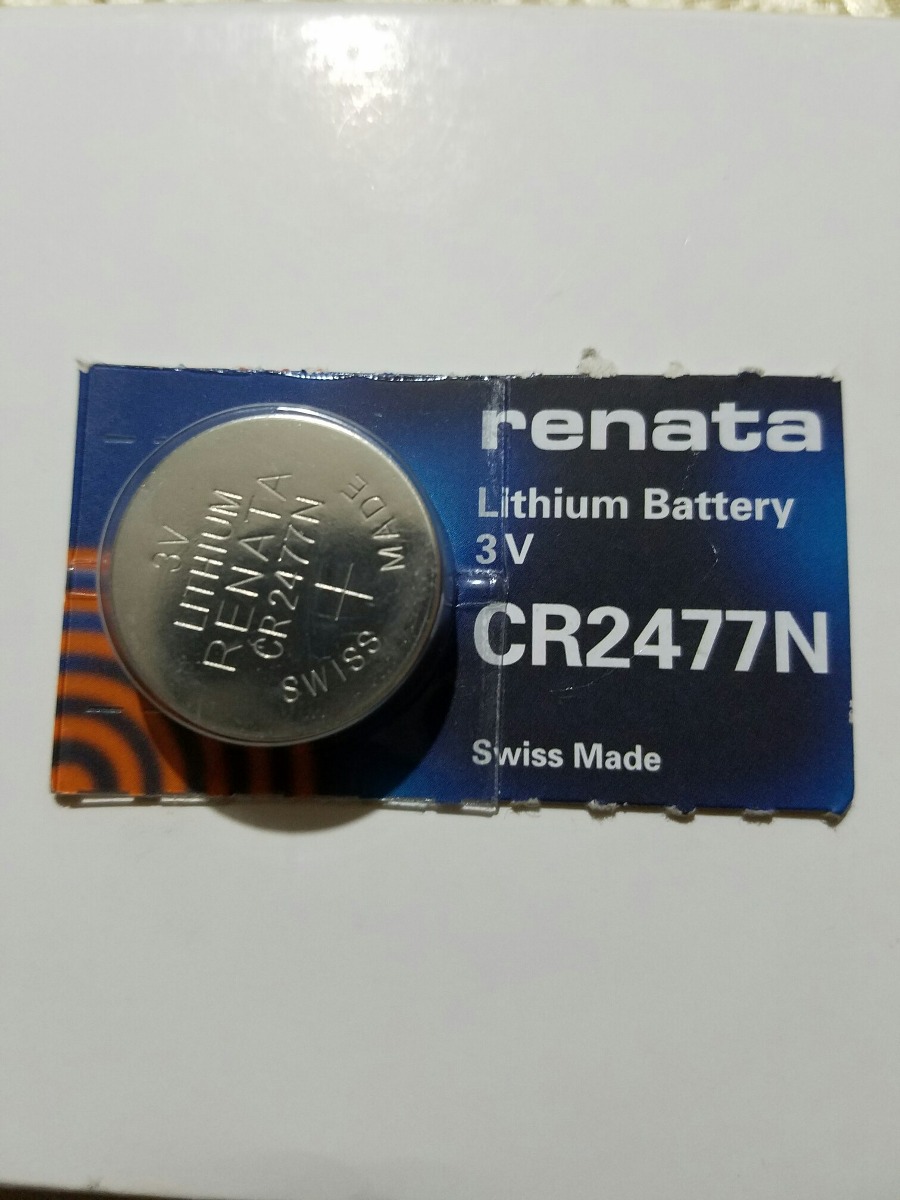 3V
LITHIUM
RENATA
CR2477N
+
SWISS MADE
renata
Lithium Battery
3V
CR2477N
Swiss Made